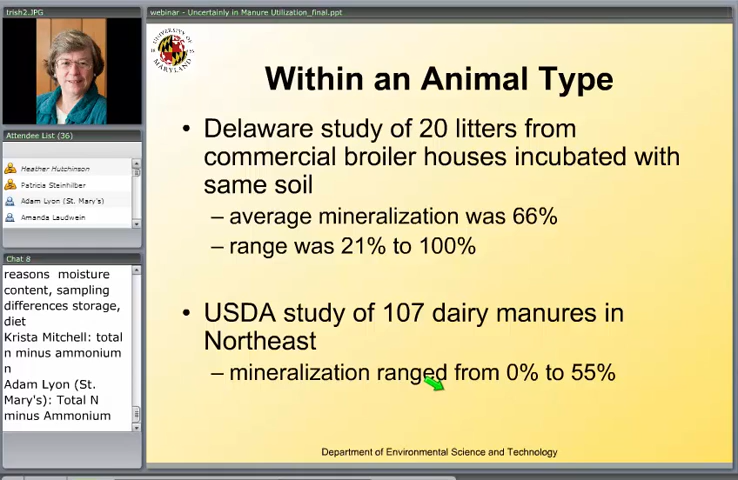 trish2.JPG
webinar - Uncertainly in Manure Utilization_final.ppt
Attendee List (36)
Heather Hutchinson
Patricia Steinhilber
Adam Lyon (St. Mary's)
Amanda Laudwein
Chat 8
reasons moisture
content, sampling
differences storage,
diet
Krista Mitchell: total
n minus ammonium
n
Adam Lyon (St.
Mary's): Total N
minus Ammonium
UNIVERSITY OF
MARYLAND
Within an Animal Type
• Delaware study of 20 litters from
commercial broiler houses incubated with
same soil
– average mineralization was 66%
– range was 21% to 100%
• USDA study of 107 dairy manures in
Northeast
– mineralization ranged from 0% to 55%
Department of Environmental Science and Technology